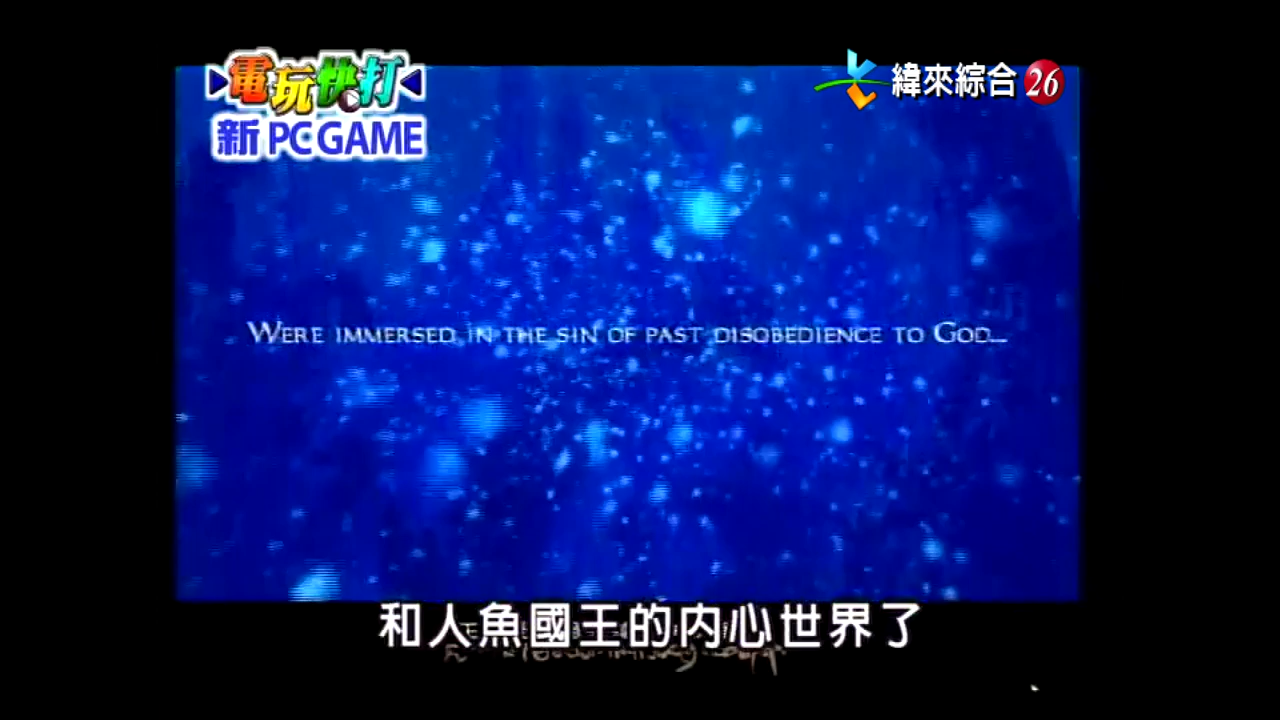 電玩快打
新 PC GAME
緯來綜合 26
WERE IMMERSED IN THE SIN OF PAST DISOBEDIENCE TO GOD...
和人魚國王的內心世界了